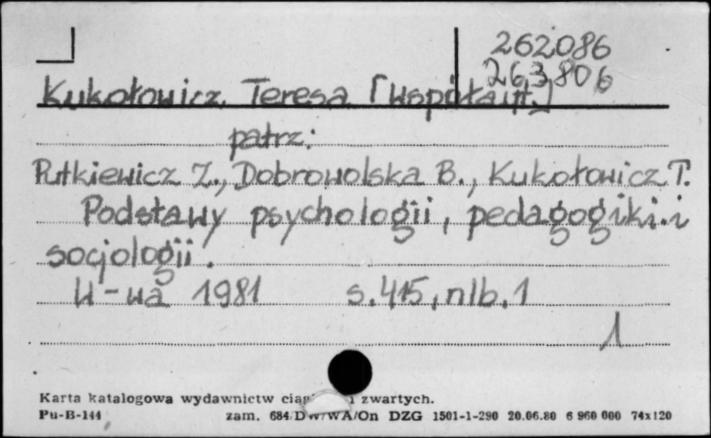 262086
263806
Kukołowicz, Teresa [współaut.]
patrz:
Putkiewicz Z., Dobrowolska B., Kukołowicz T.
Podstawy psychologii, pedagogiki i
socjologii.
W-wa 1981 s. 415, nlb. 1
1
Karta katalogowa wydawnictw zwartych.
Pu-B-144 zam. 684/DWWA/On DZG 1501-1-290 20.06.80 6 960 000 74x120